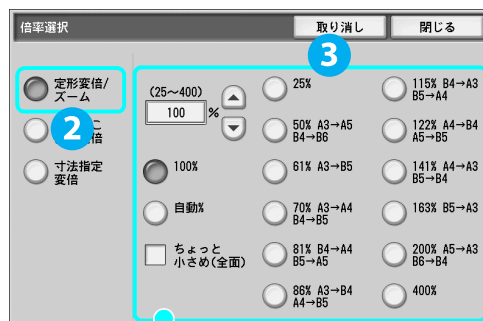 倍率選択
取り消し
閉じる
3
定形変倍/
ズーム
2
こ
倍
寸法指定
変倍
(25～400)
100 %
100%
自動%
ちょっと
小さめ(全面)
25%
50% A3→A5
B4→B6
61% A3→B5
70% A3→A4
B4→B5
81% B4→A4
B5→A5
86% A3→B4
A4→B5
115% B4→A3
B5→A4
122% A4→B4
A5→B5
141% A4→A3
B5→B4
163% B5→A3
200% A5→A3
B6→B4
400%